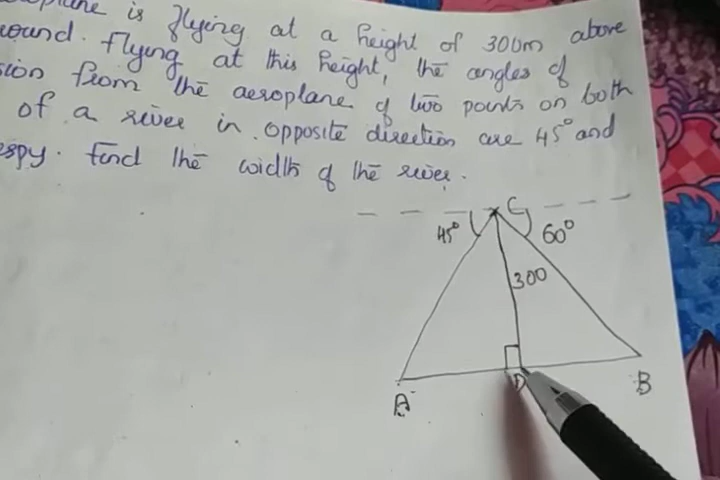 is flying at a height of 300m above
flying at this height, the angles of
from the aeroplane of two points on both
of a river in opposite direction are 45° and
Find the width of the river.
C
45° 60°
300
D B
A